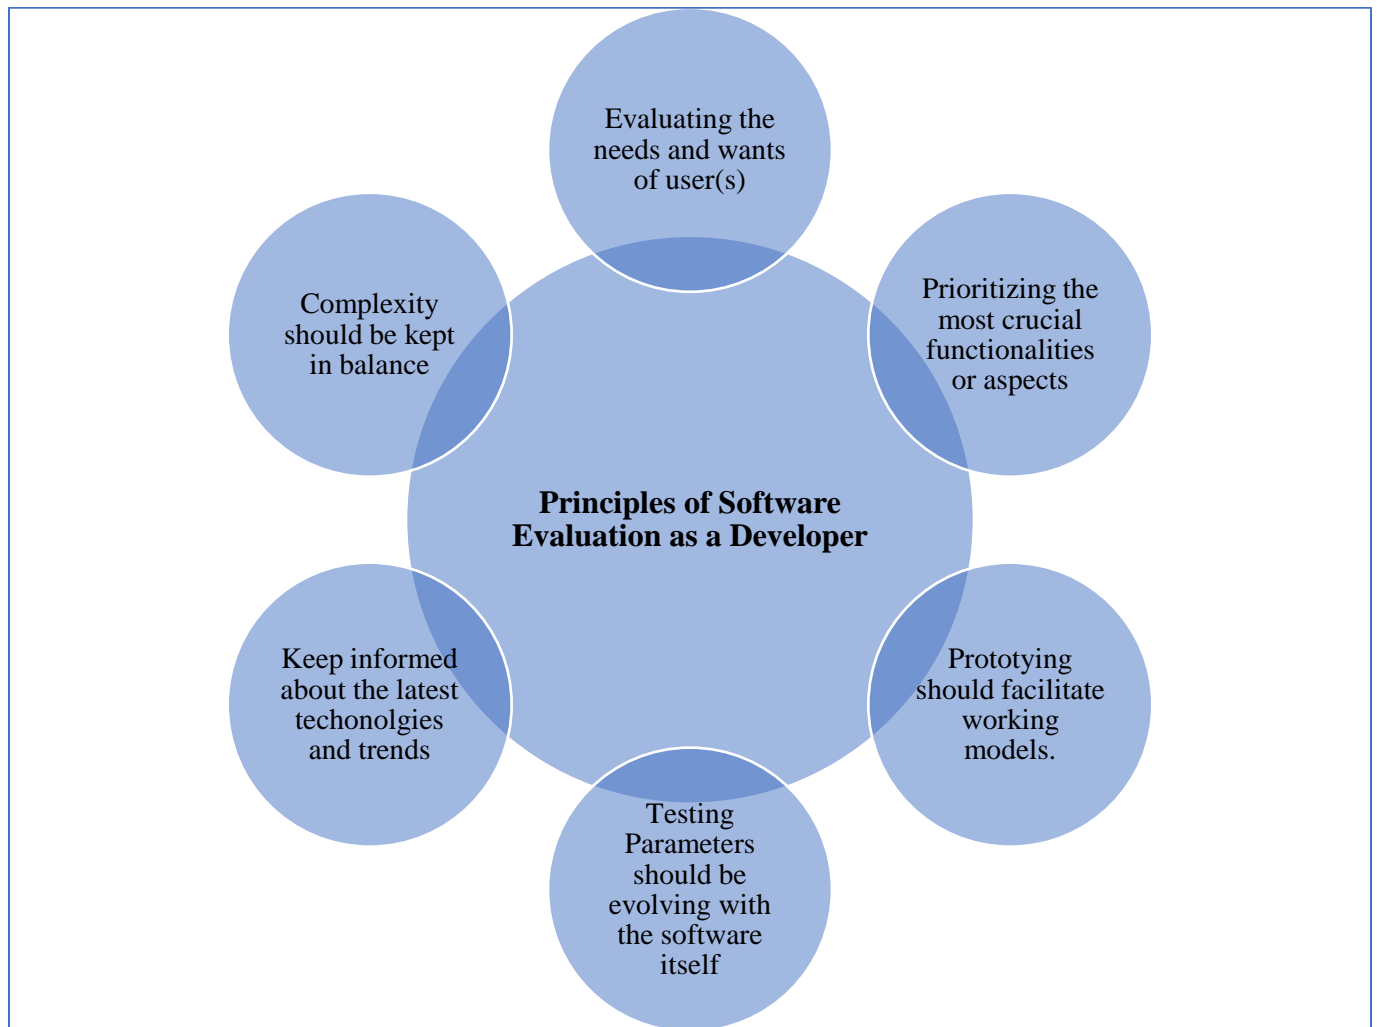 Evaluating the
needs and wants
of user(s)
Complexity
should be kept
in balance
Prioritizing the
most crucial
functionalities
or aspects
Principles of Software
Evaluation as a Developer
Keep informed
about the latest
techonolgies
and trends
Prototying
should facilitate
working
models.
Testing
Parameters
should be
evolving with
the software
itself